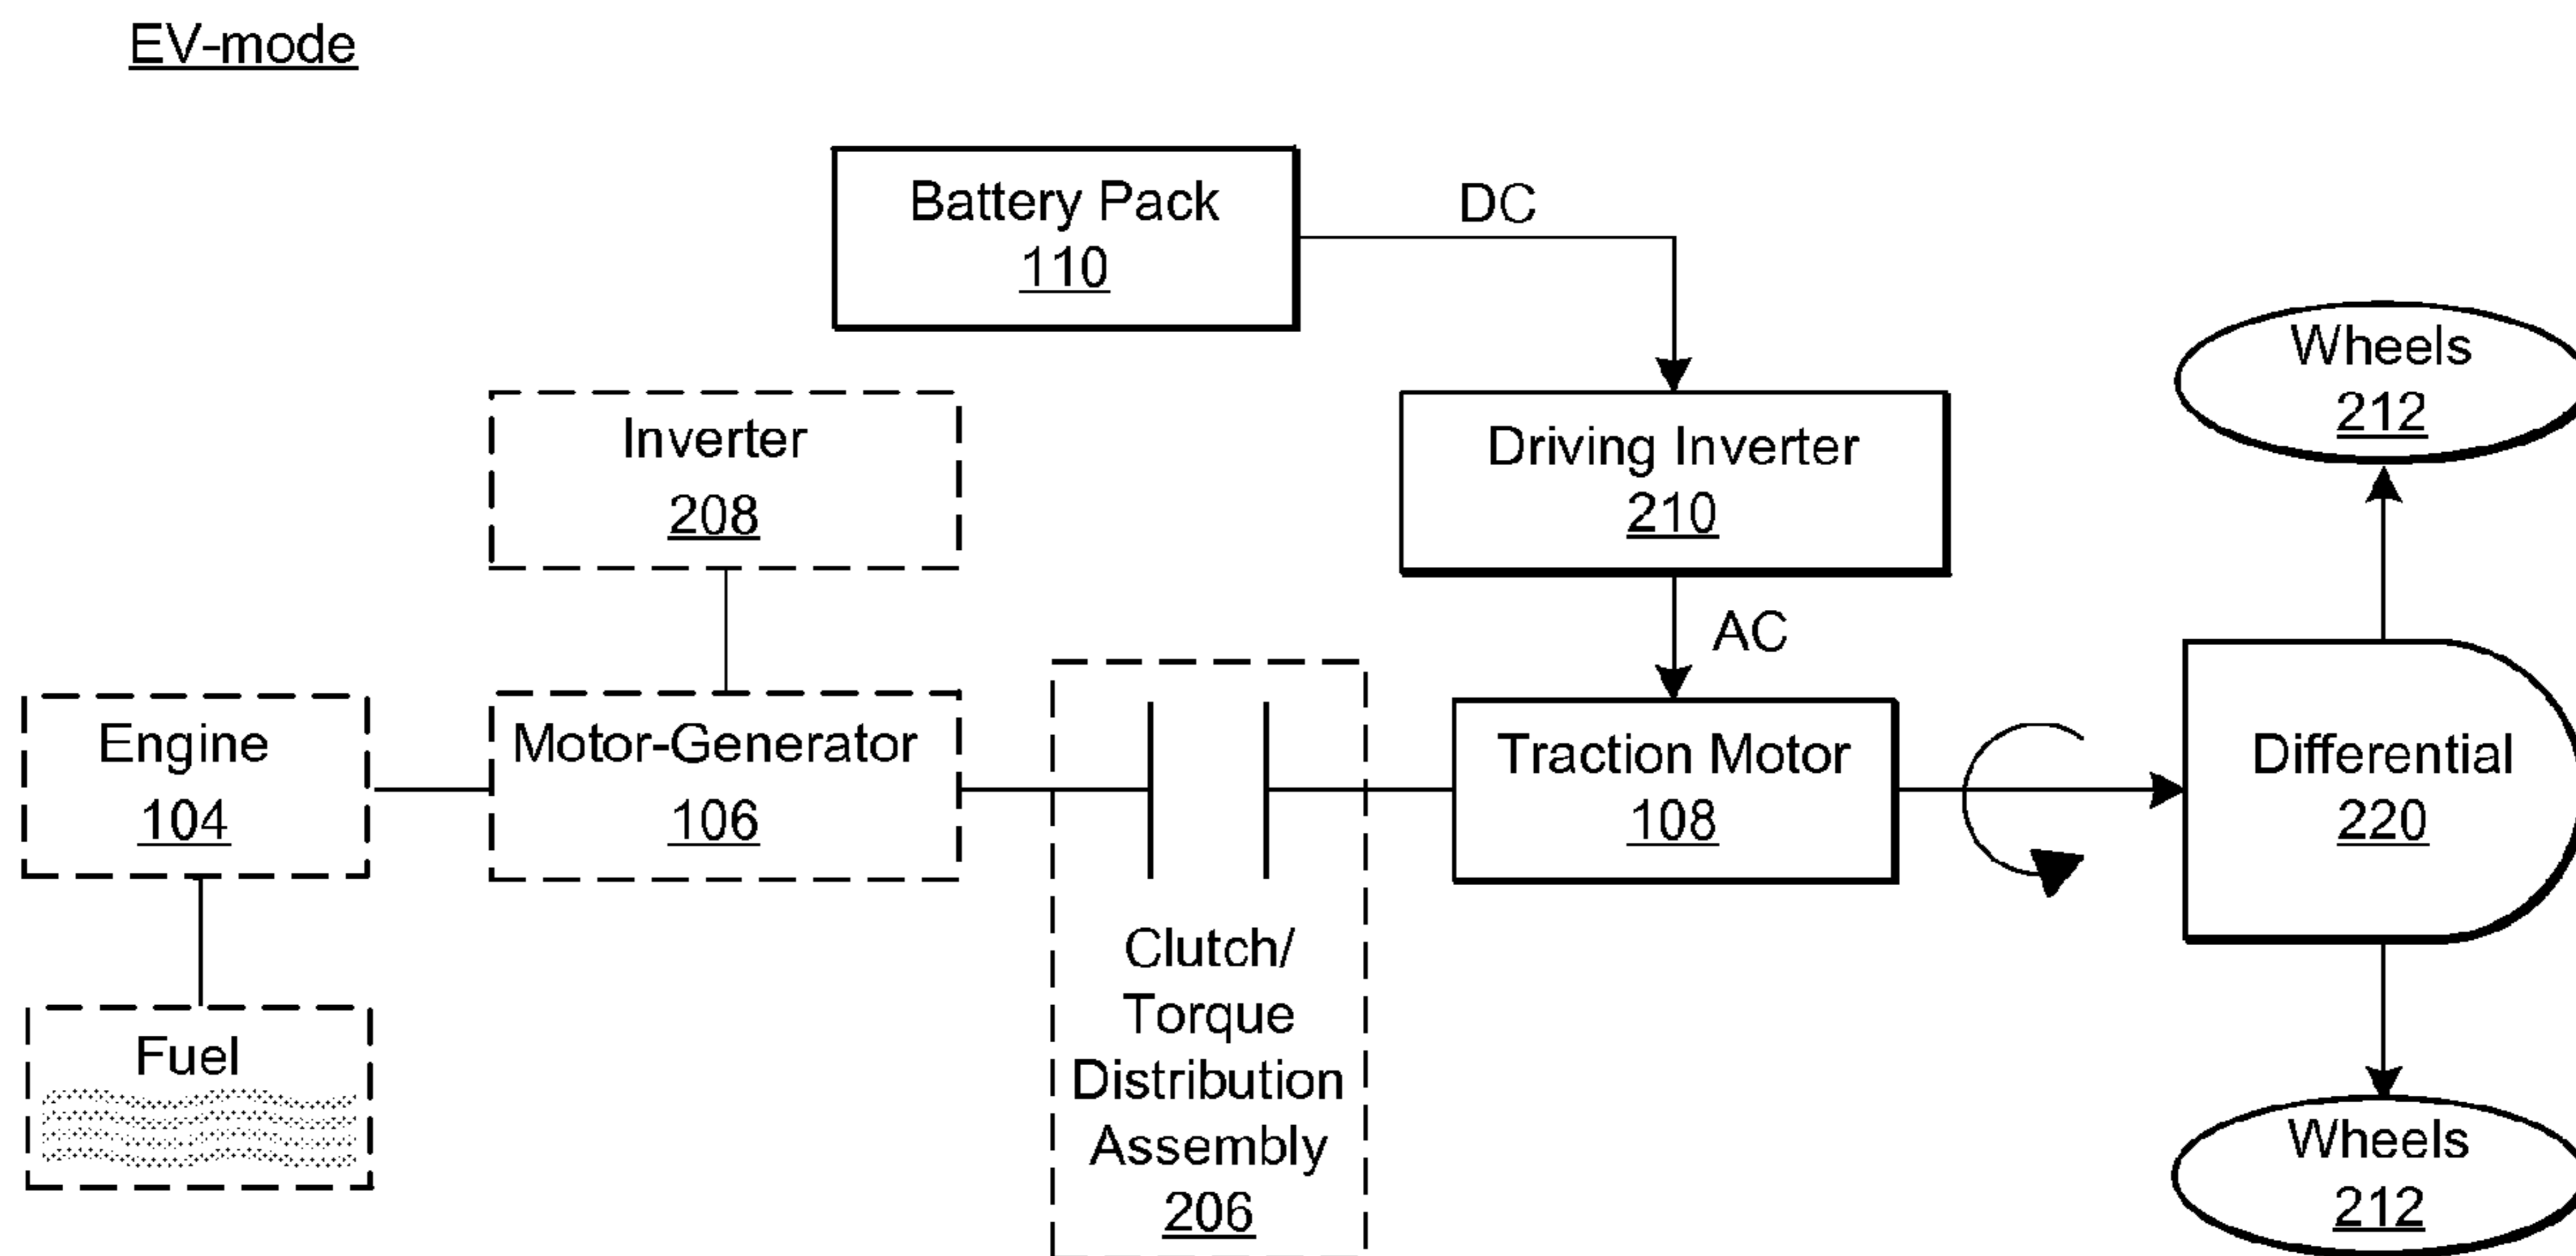 EV-mode
Battery Pack
110
DC
Wheels
212
Inverter
208
Driving Inverter
210
AC
Engine
104
Motor-Generator
106
Traction Motor
108
Differential
220
Clutch/
Torque
Distribution
Assembly
206
Fuel
Wheels
212